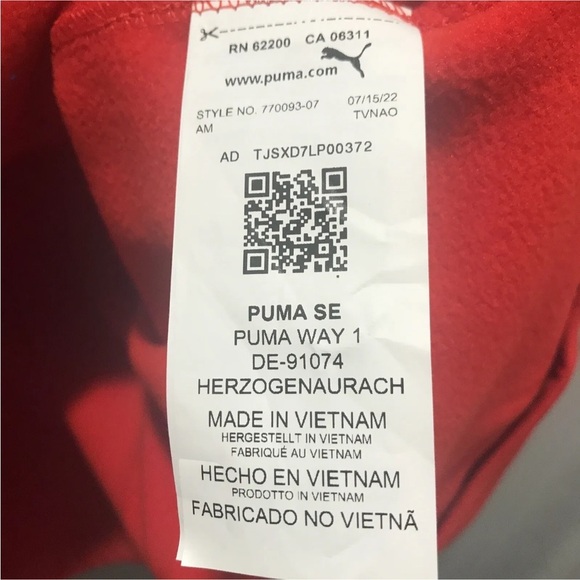 RN 62200 CA 06311
www.puma.com
STYLE NO. 770093-07 07/15/22
AM TVNAO
AD TJSXD7LP00372
PUMA SE
PUMA WAY 1
DE-91074
HERZOGENAURACH
MADE IN VIETNAM
HERGESTELLT IN VIETNAM
FABRIQUÉ AU VIETNAM
HECHO EN VIETNAM
PRODOTTO IN VIETNAM
FABRICADO NO VIETNÃ